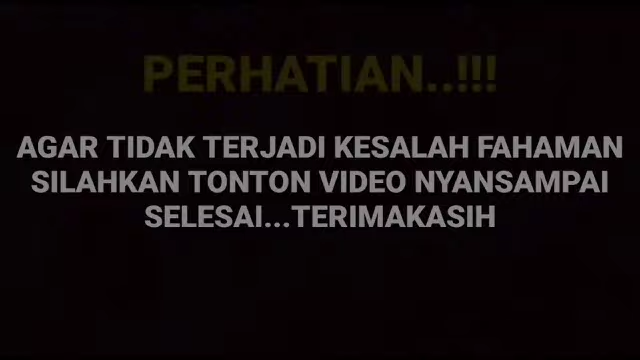 PERHATIAN..!!!
AGAR TIDAK TERJADI KESALAH FAHAMAN
SILAHKAN TONTON VIDEO NYANSAMPAI
SELESAI...TERIMAKASIH